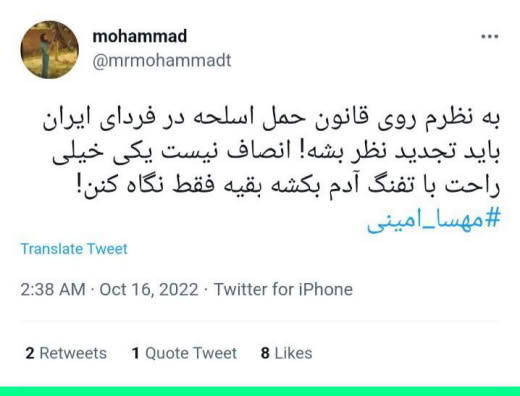 mohammad
@mrmohammadt
به نظرم روی قانون حمل اسلحه در فردای ایران
باید تجدید نظر بشه! انصاف نیست یکی خیلی
راحت با تفنگ آدم بکشه بقیه فقط نگاه کنن!
#مهسا_امینی
Translate Tweet
2:38 AM · Oct 16, 2022 · Twitter for iPhone
2 Retweets 1 Quote Tweet 8 Likes